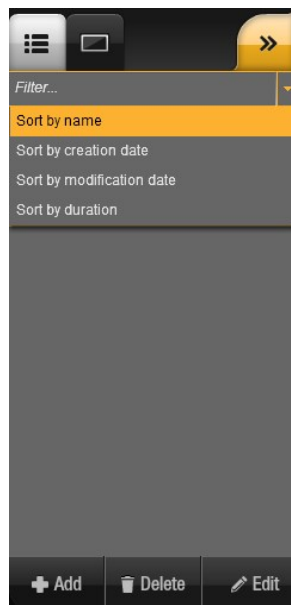 Filter...
Sort by name
Sort by creation date
Sort by modification date
Sort by duration
Add Delete Edit